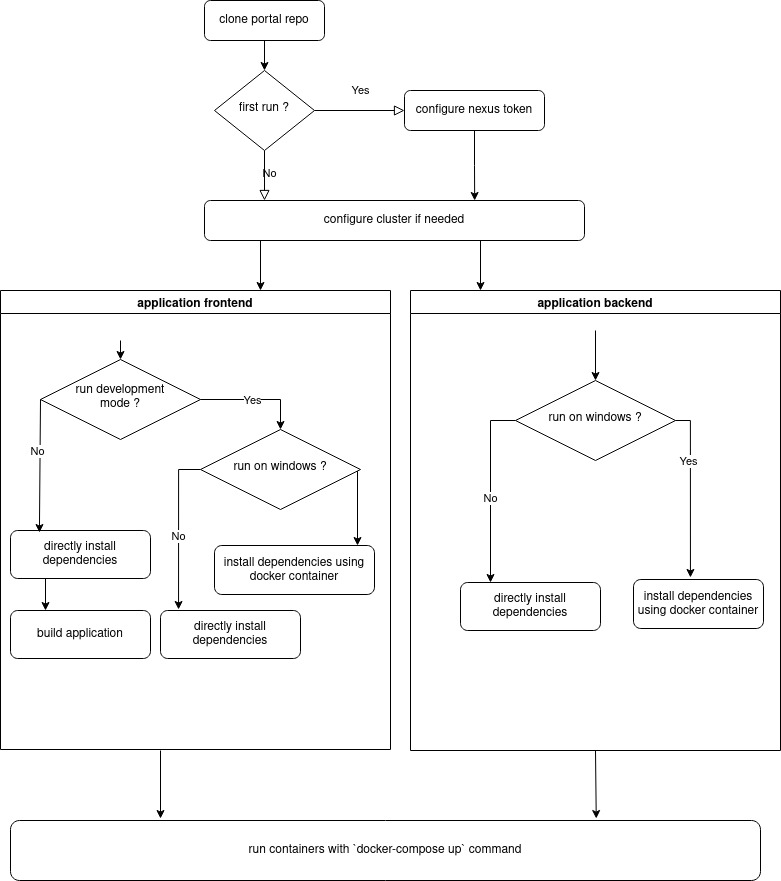 clone portal repo
first run ?
Yes
configure nexus token
No
configure cluster if needed
application frontend
run development
mode ?
Yes
No
run on windows ?
No
directly install
dependencies
install dependencies using
docker container
build application
directly install
dependencies
application backend
run on windows ?
No
Yes
directly install
dependencies
install dependencies
using docker container
run containers with `docker-compose up` command